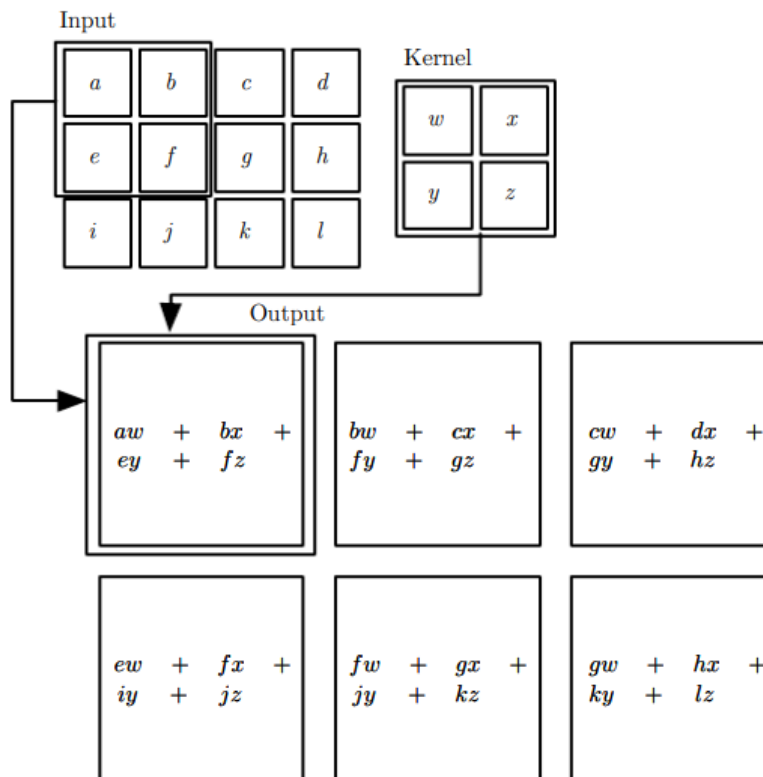 Input
Kernel
a b c d
w x
e f g h
y z
i j k l
Output
aw + bx +
ey + fz
bw + cx +
fy + gz
cw + dx +
gy + hz
ew + fx +
iy + jz
fw + gx +
jy + kz
gw + hx +
ky + lz